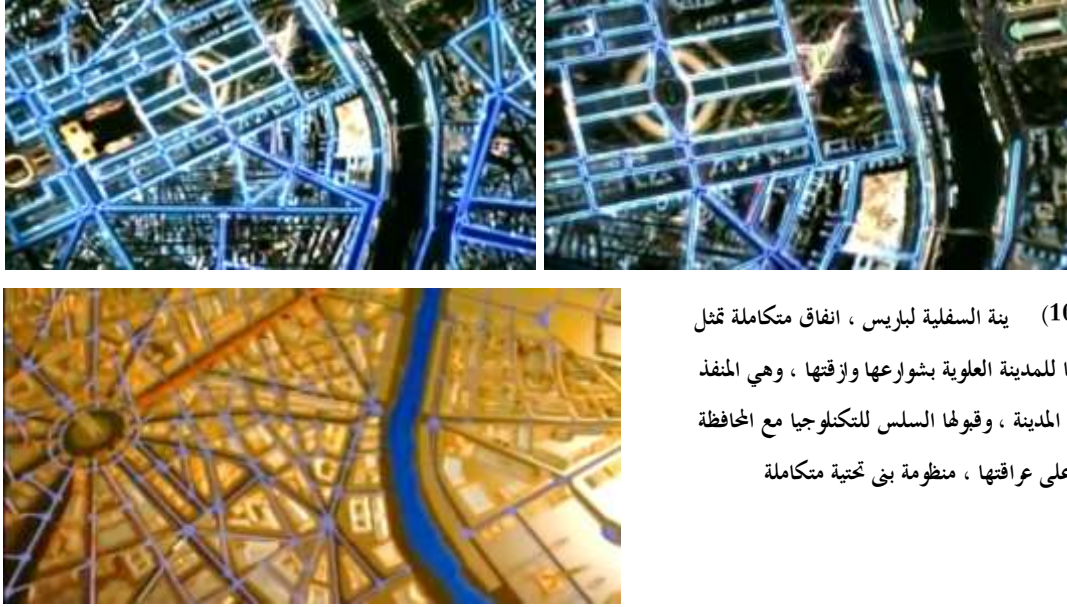 10) ينة السفلية لباريس ، انفاق متكاملة تمثل
ا للمدينة العلوية بشوارعها وازقتها ، وهي المنفذ
المدينة ، وقبولها السلس للتكنلوجيا مع المحافظة
على عراقتها ، منظومة بنى تحتية متكاملة